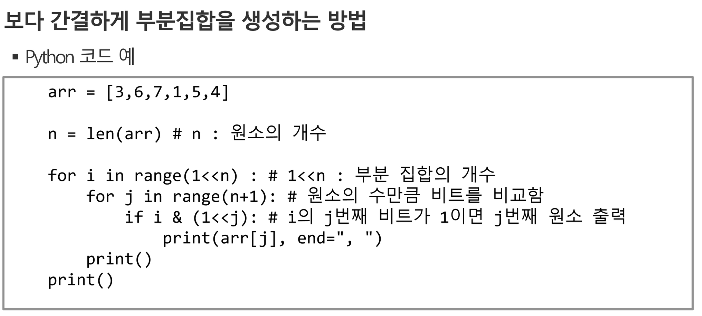 보다 간결하게 부분집합을 생성하는 방법
▪ Python 코드 예
arr = [3,6,7,1,5,4]
n = len(arr) # n : 원소의 개수
for i in range(1<<n) : # 1<<n : 부분 집합의 개수
    for j in range(n+1): # 원소의 수만큼 비트를 비교함
        if i & (1<<j): # i의 j번째 비트가 1이면 j번째 원소 출력
            print(arr[j], end=", ")
    print()
print()